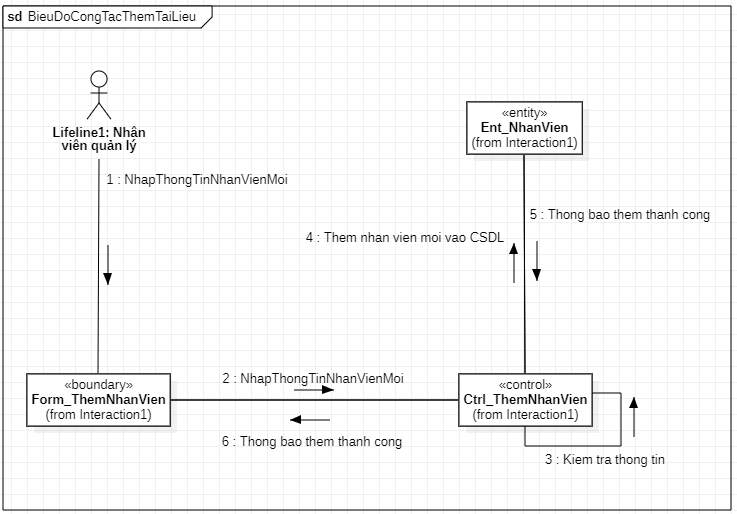 sd BieuDoCongTacThemTaiLieu
Lifeline1: Nhân
viên quản lý
«entity»
Ent_NhanVien
(from Interaction1)
1 : NhapThongTinNhanVienMoi
5 : Thong bao them thanh cong
4 : Them nhan vien moi vao CSDL
«boundary»
Form_ThemNhanVien
(from Interaction1)
2 : NhapThongTinNhanVienMoi
«control»
Ctrl_ThemNhanVien
(from Interaction1)
6 : Thong bao them thanh cong
3 : Kiem tra thong tin